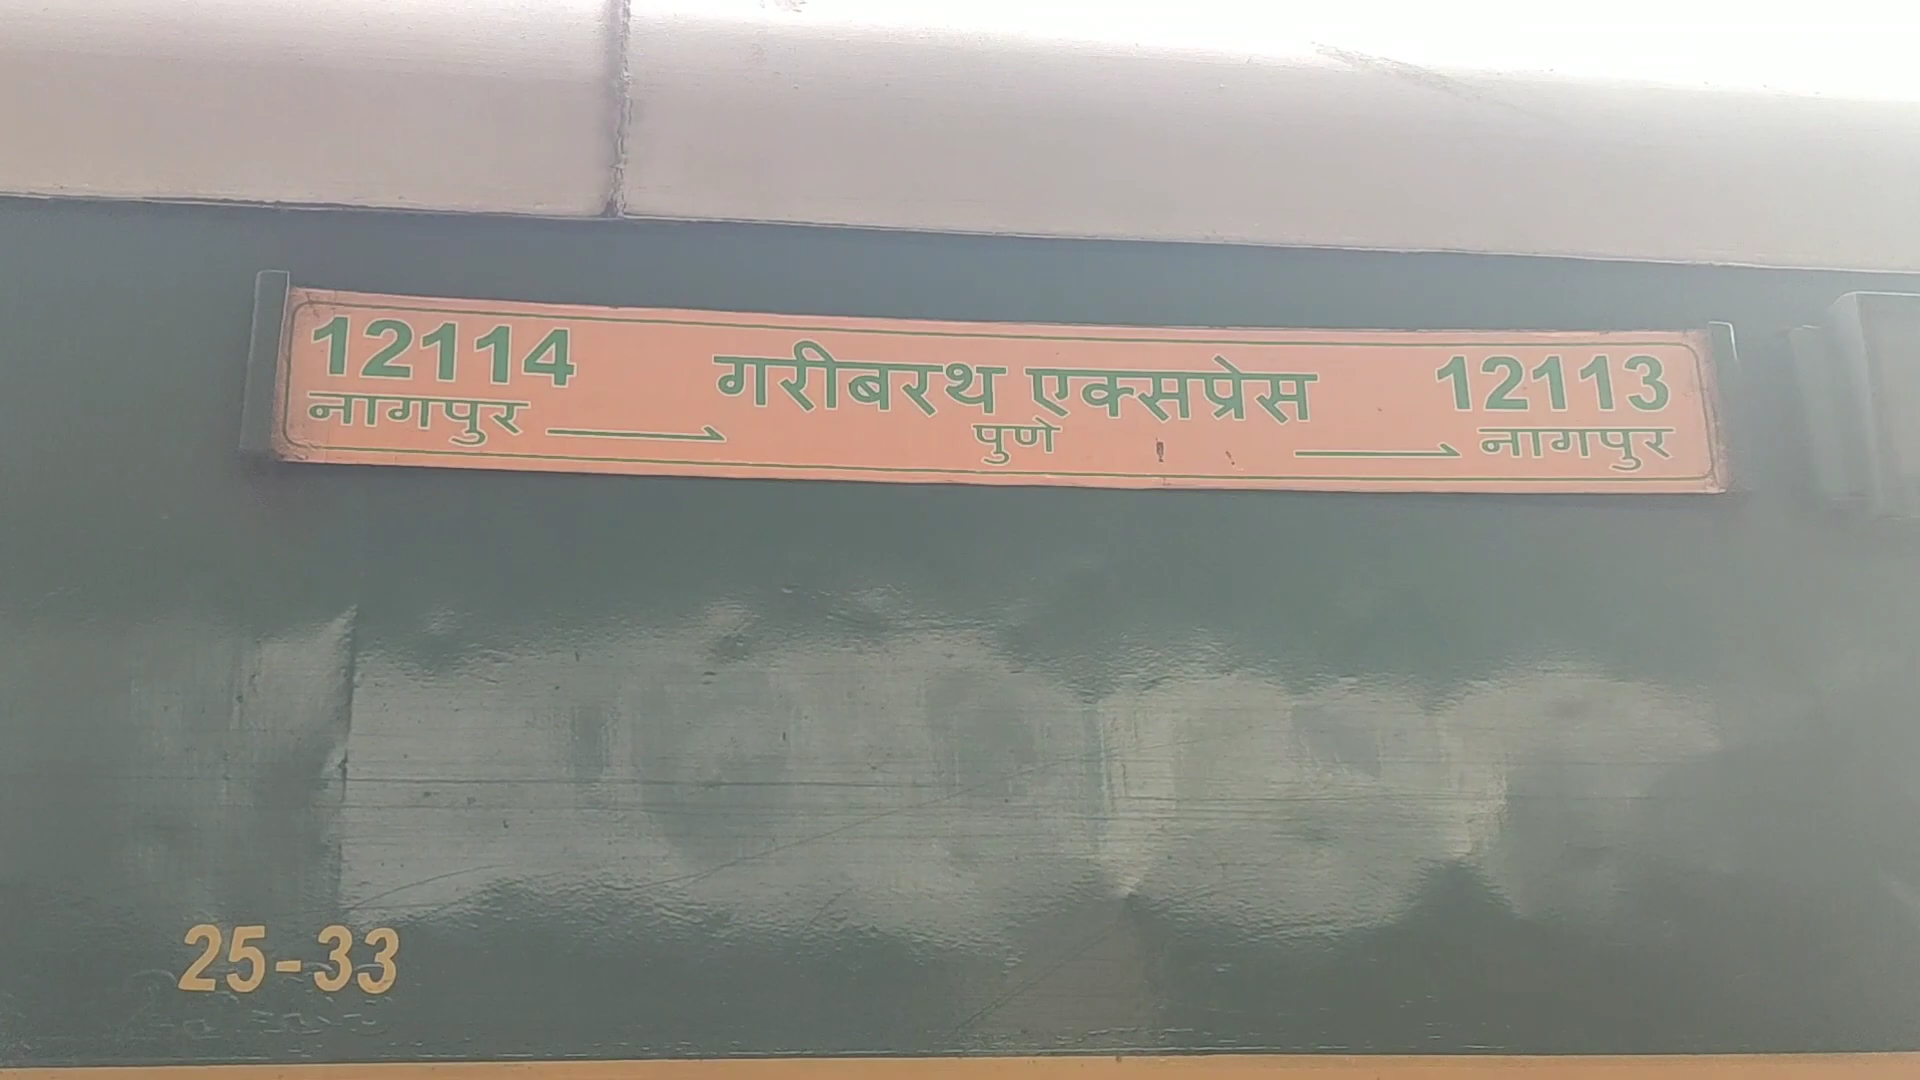 12114 गरीबरथ एक्सप्रेस 12113
नागपुर → पुणे → नागपुर
25-33